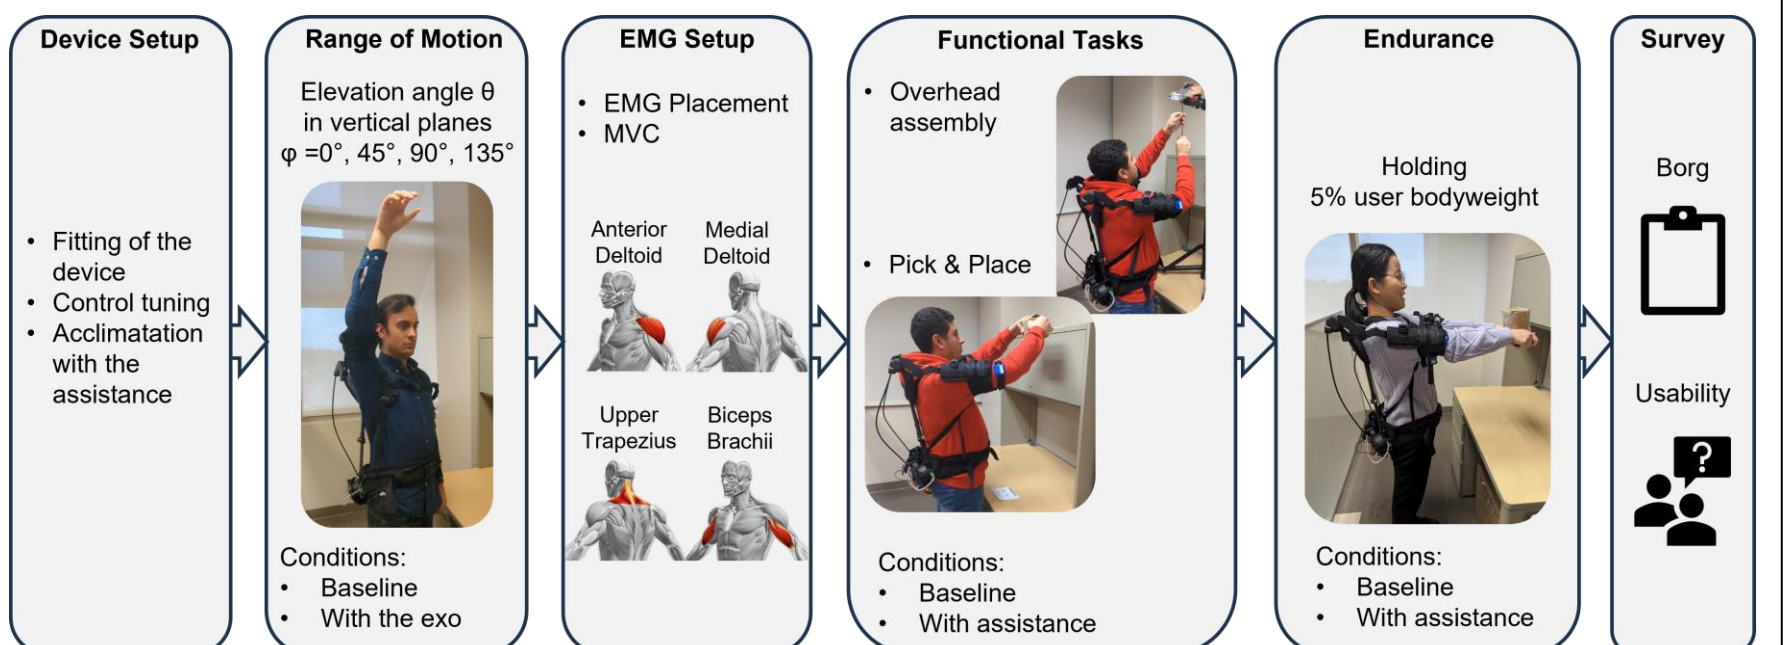 Device Setup
• Fitting of the
device
• Control tuning
• Acclimatation
with the
assistance
Range of Motion
Elevation angle θ
in vertical planes
φ =0°, 45°, 90°, 135°
Conditions:
• Baseline
• With the exo
EMG Setup
• EMG Placement
• MVC
Anterior
Deltoid
Medial
Deltoid
Upper
Trapezius
Biceps
Brachii
Functional Tasks
• Overhead
assembly
• Pick & Place
Conditions:
• Baseline
• With assistance
Endurance
Holding
5% user bodyweight
Conditions:
• Baseline
• With assistance
Survey
Borg
Usability
?